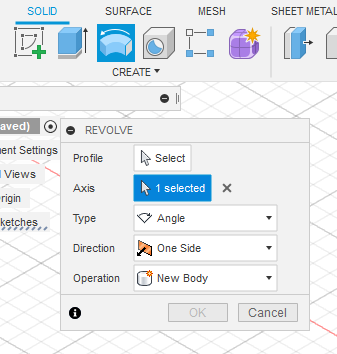 SOLID SURFACE MESH SHEET METAL
CREATE
aved)
REVOLVE
ment Settings
Profile Select
d Views
Axis 1 selected
Origin
Type Angle
ketches
Direction One Side
Operation New Body
OK Cancel